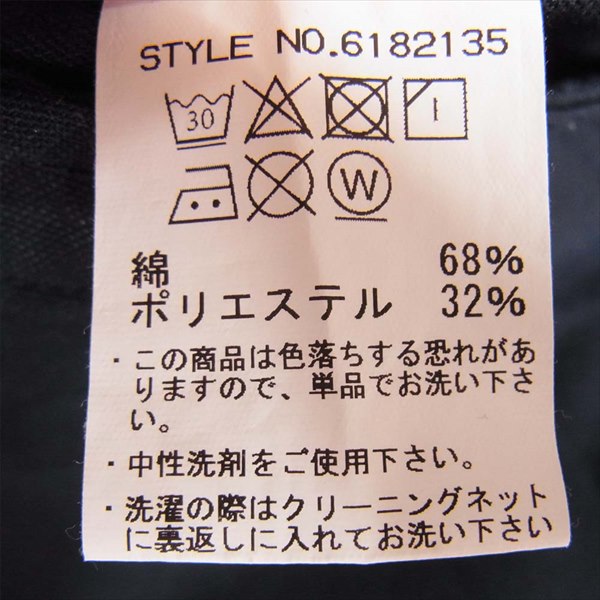 STYLE NO.6182135
30
W
綿 68%
ポリエステル 32%
・この商品は色落ちする恐れがあ
りますので、単品でお洗い下さ
い。
・中性洗剤をご使用下さい。
・洗濯の際はクリーニングネット
に裏返しに入れてお洗い下さい